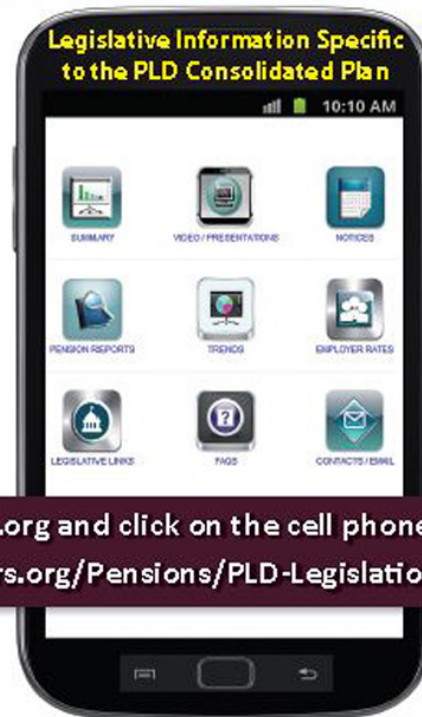 Legislative Information Specific
to the PLD Consolidated Plan
10:10 AM
SUMMARY
VIDEO / PRESENTATIONS
NOTICES
PENSION REPORTS
TRENDS
EMPLOYER RATES
LEGISLATIVE LINKS
FAQS
CONTACTS / EMAIL
.org and click on the cell phone
rs.org/Pensions/PLD-Legislatio